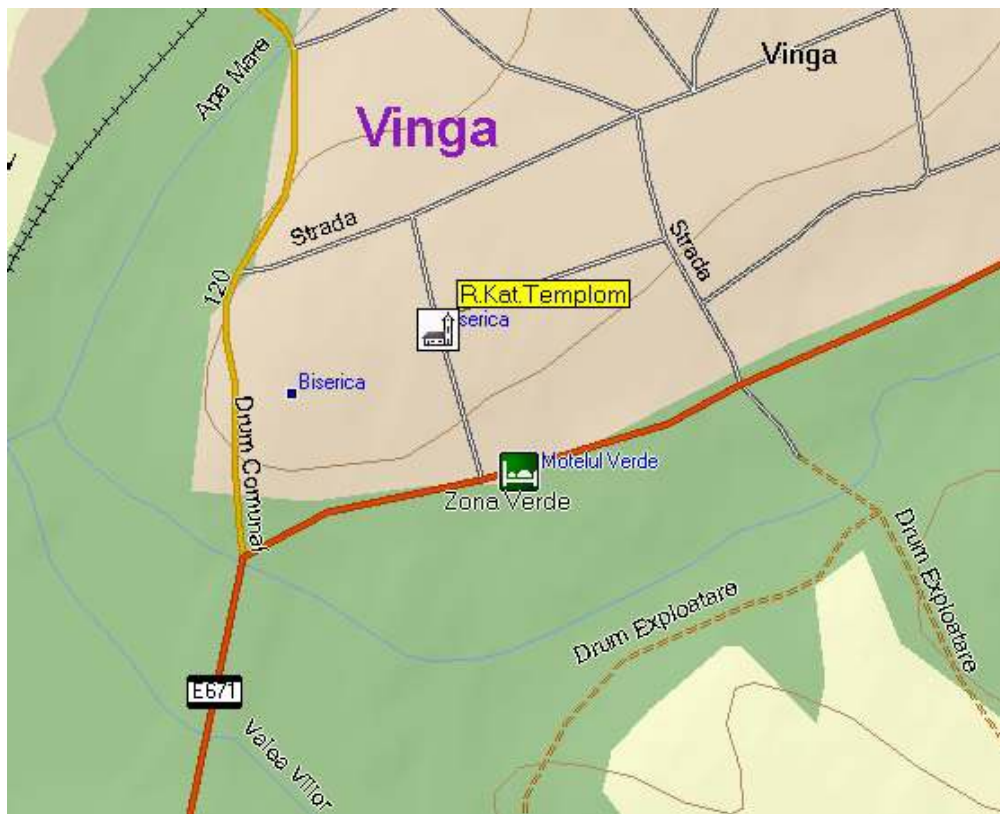 Vinga
Apa Mare
Vinga
Strada
Strada
120
R.Kat.Templom
serica
Biserica
Drum Comunal
Motelul Verde
Zona Verde
Drum Exploatare
Drum Exploatare
E671
Valea Viilor